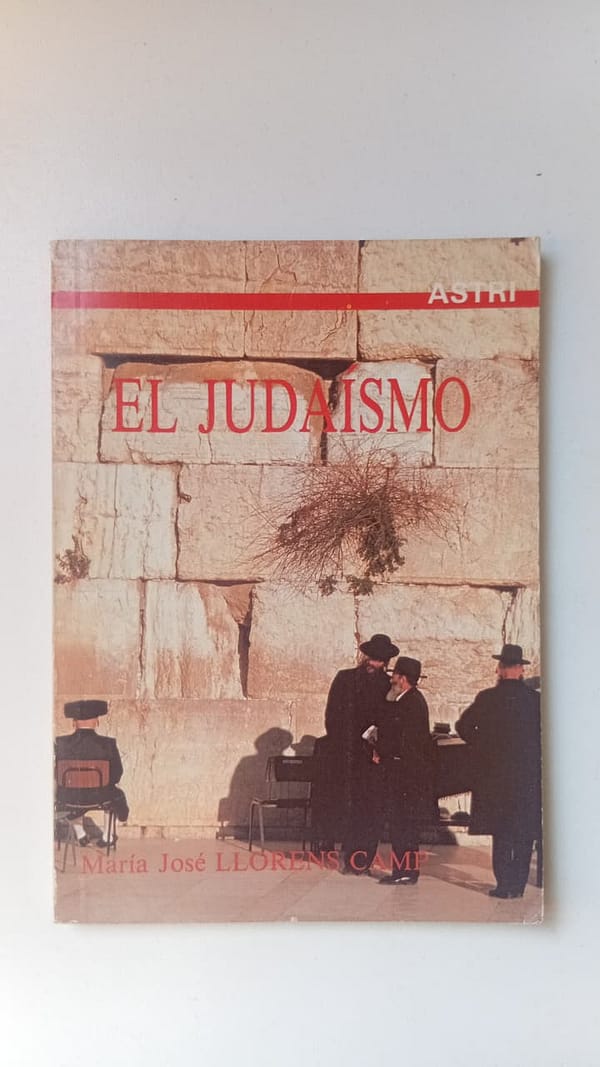 ASTRI
EL JUDAÍSMO
María José LLORENS CAMP